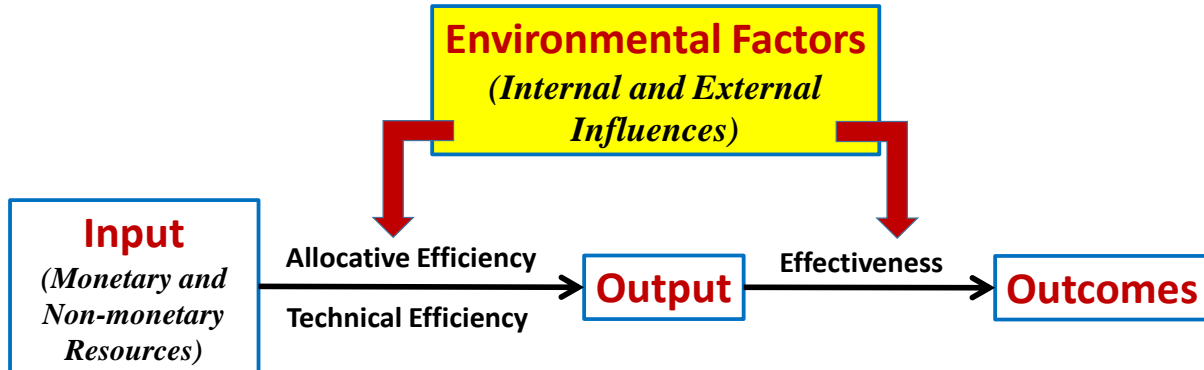 Environmental Factors
(Internal and External
Influences)
Input
(Monetary and
Non-monetary
Resources)
Allocative Efficiency
Technical Efficiency
Output
Effectiveness
Outcomes